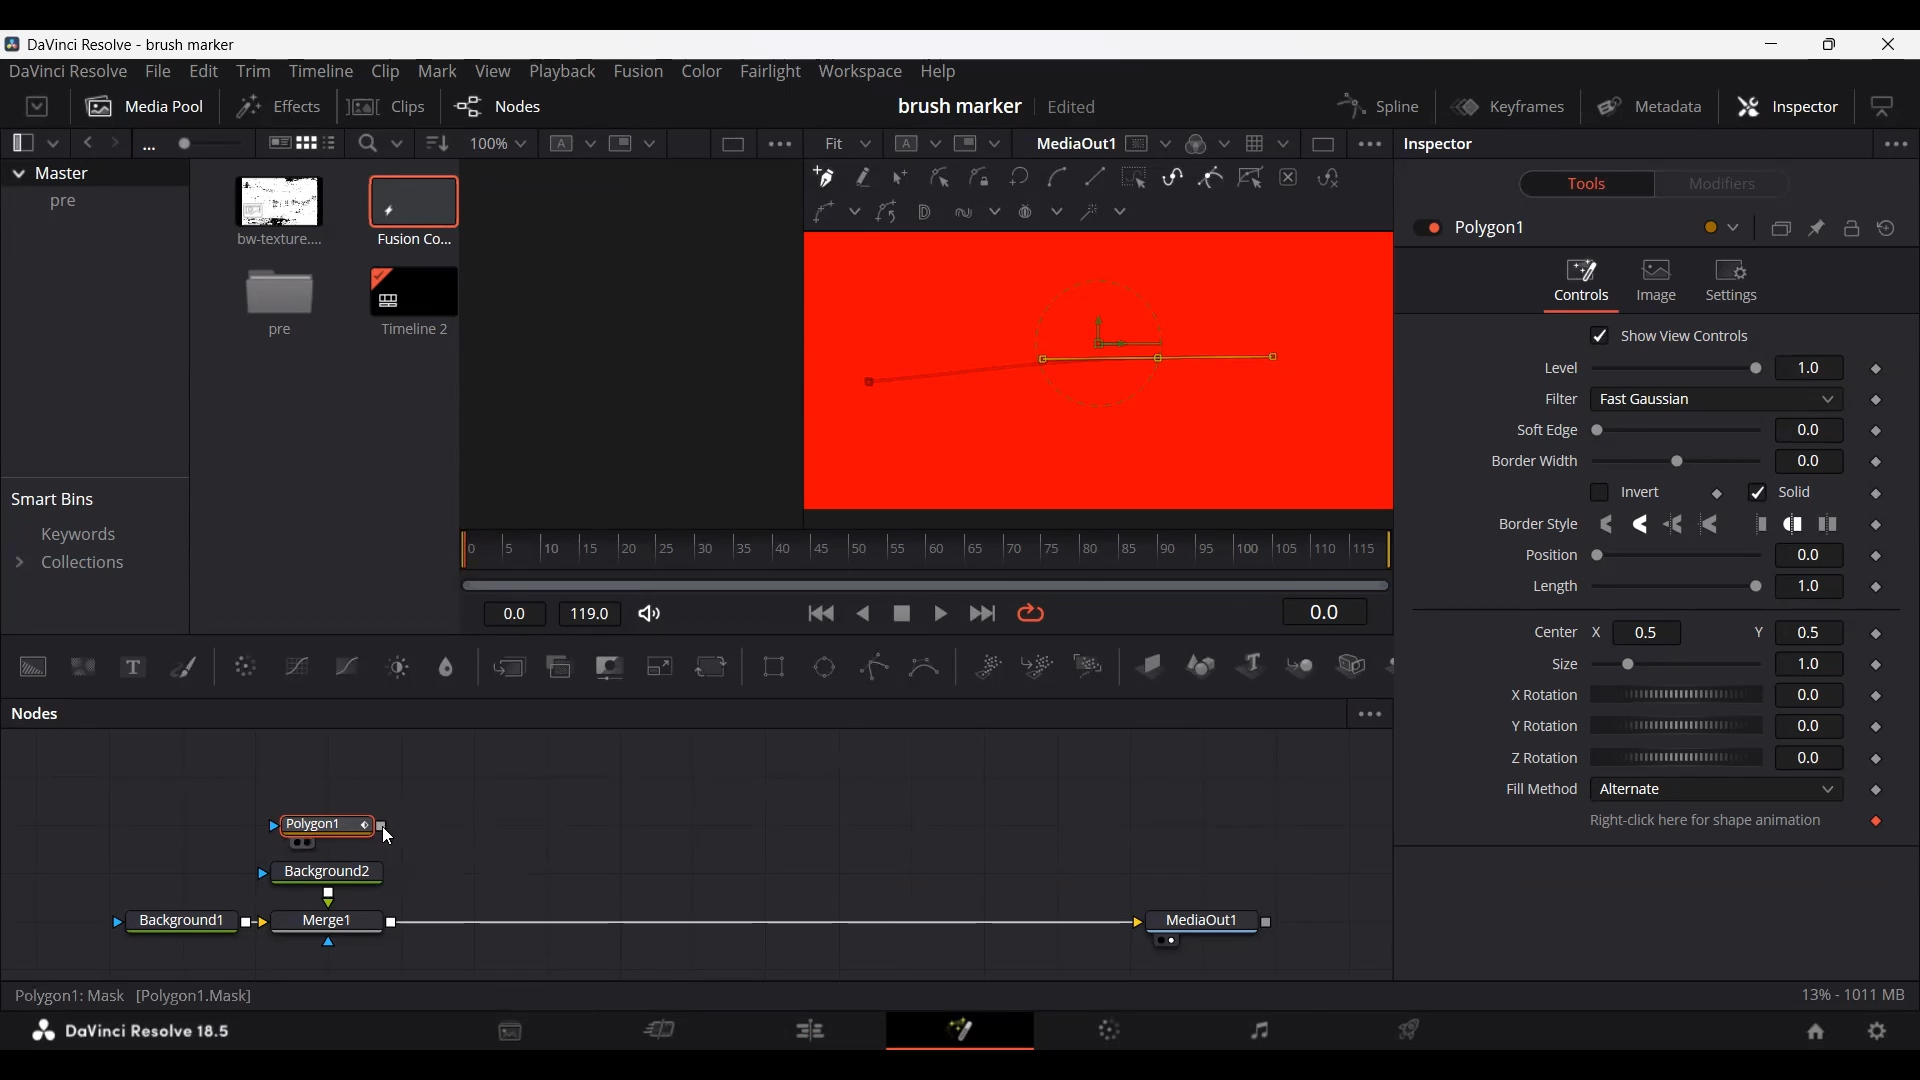 DaVinci Resolve - brush marker
DaVinci Resolve File Edit Trim Timeline Clip Mark View Playback Fusion Color Fairlight Workspace Help
Media Pool Effects Clips Nodes brush marker Edited Spline Keyframes Metadata Inspector
... 100% A Fit A MediaOut1 Inspector
Master
pre
bw-texture....
Fusion Co...
pre
Timeline 2
Smart Bins
Keywords
Collections
Tools Modifiers
Polygon1
Controls Image Settings
Show View Controls
Level 1.0
Filter Fast Gaussian
Soft Edge 0.0
Border Width 0.0
Invert Solid
Border Style
Position 0.0
Length 1.0
Center X 0.5 Y 0.5
Size 1.0
X Rotation 0.0
Y Rotation 0.0
Z Rotation 0.0
Fill Method Alternate
Right-click here for shape animation
0 5 10 15 20 25 30 35 40 45 50 55 60 65 70 75 80 85 90 95 100 105 110 115
0.0 119.0 0.0
T
Nodes
Polygon1
Background2
Background1 Merge1 MediaOut1
Polygon1: Mask [Polygon1.Mask] 13% - 1011 MB
DaVinci Resolve 18.5